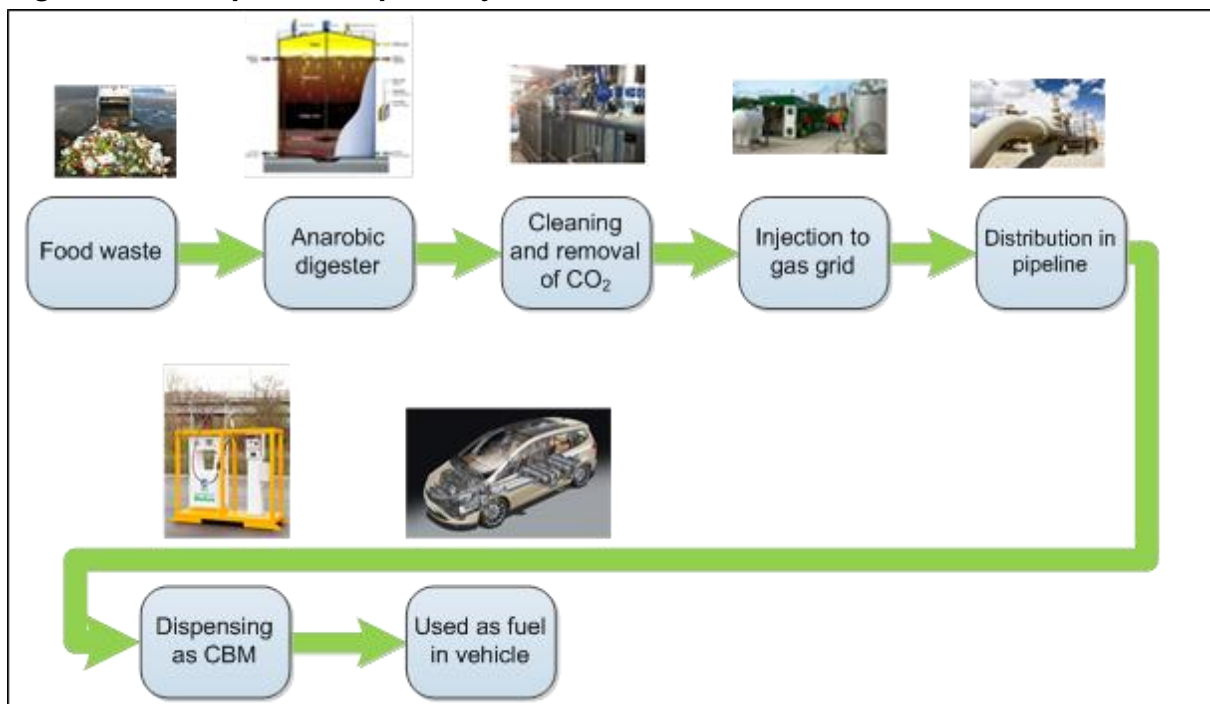 Food waste
Anarobic
digester
Cleaning
and removal
of CO₂
Injection to
gas grid
Distribution in
pipeline
Dispensing
as CBM
Used as fuel
in vehicle